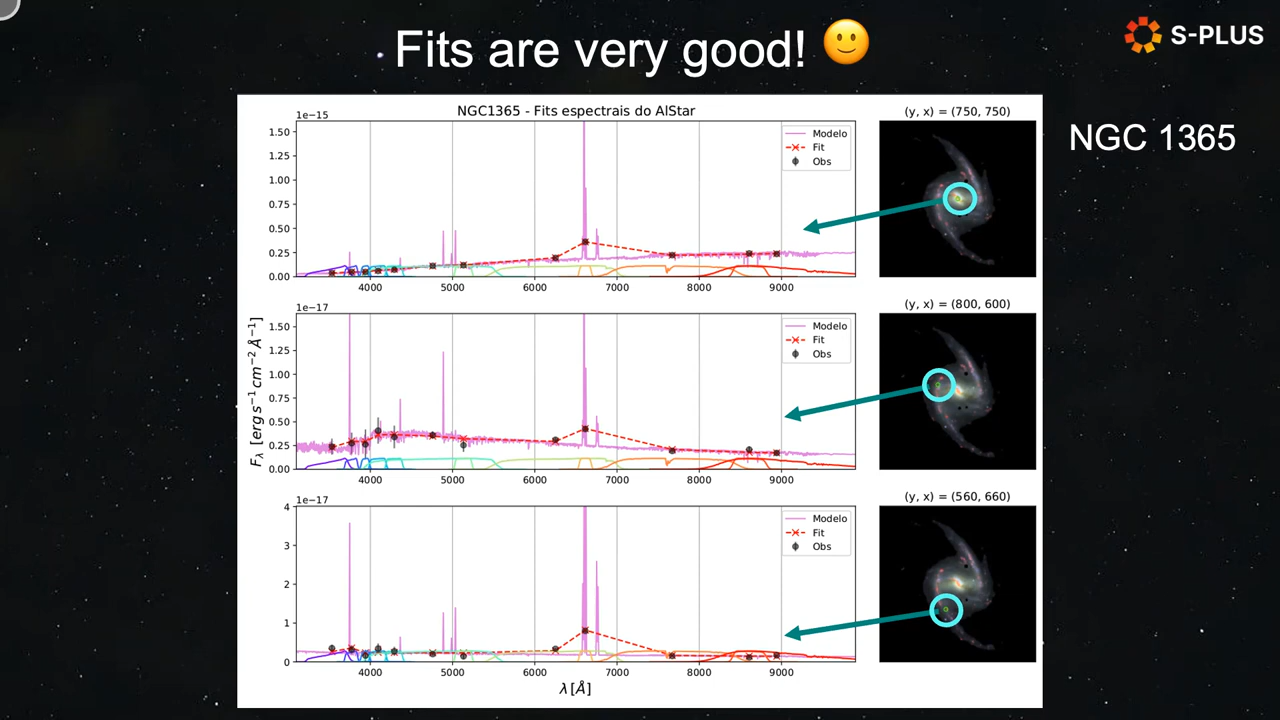 Fits are very good! 🙂
S-PLUS
NGC 1365
NGC1365 - Fits espectrais do AlStar
1e−15
1.50
1.25
1.00
0.75
0.50
0.25
0.00
4000 5000 6000 7000 8000 9000
Modelo
Fit
Obs
(y, x) = (750, 750)
1e−17
1.50
1.25
1.00
0.75
0.50
0.25
0.00
4000 5000 6000 7000 8000 9000
Modelo
Fit
Obs
(y, x) = (800, 600)
Fλ [erg s⁻¹ cm⁻² Å⁻¹]
1e−17
4
3
2
1
0
4000 5000 6000 7000 8000 9000
Modelo
Fit
Obs
(y, x) = (560, 660)
λ [Å]